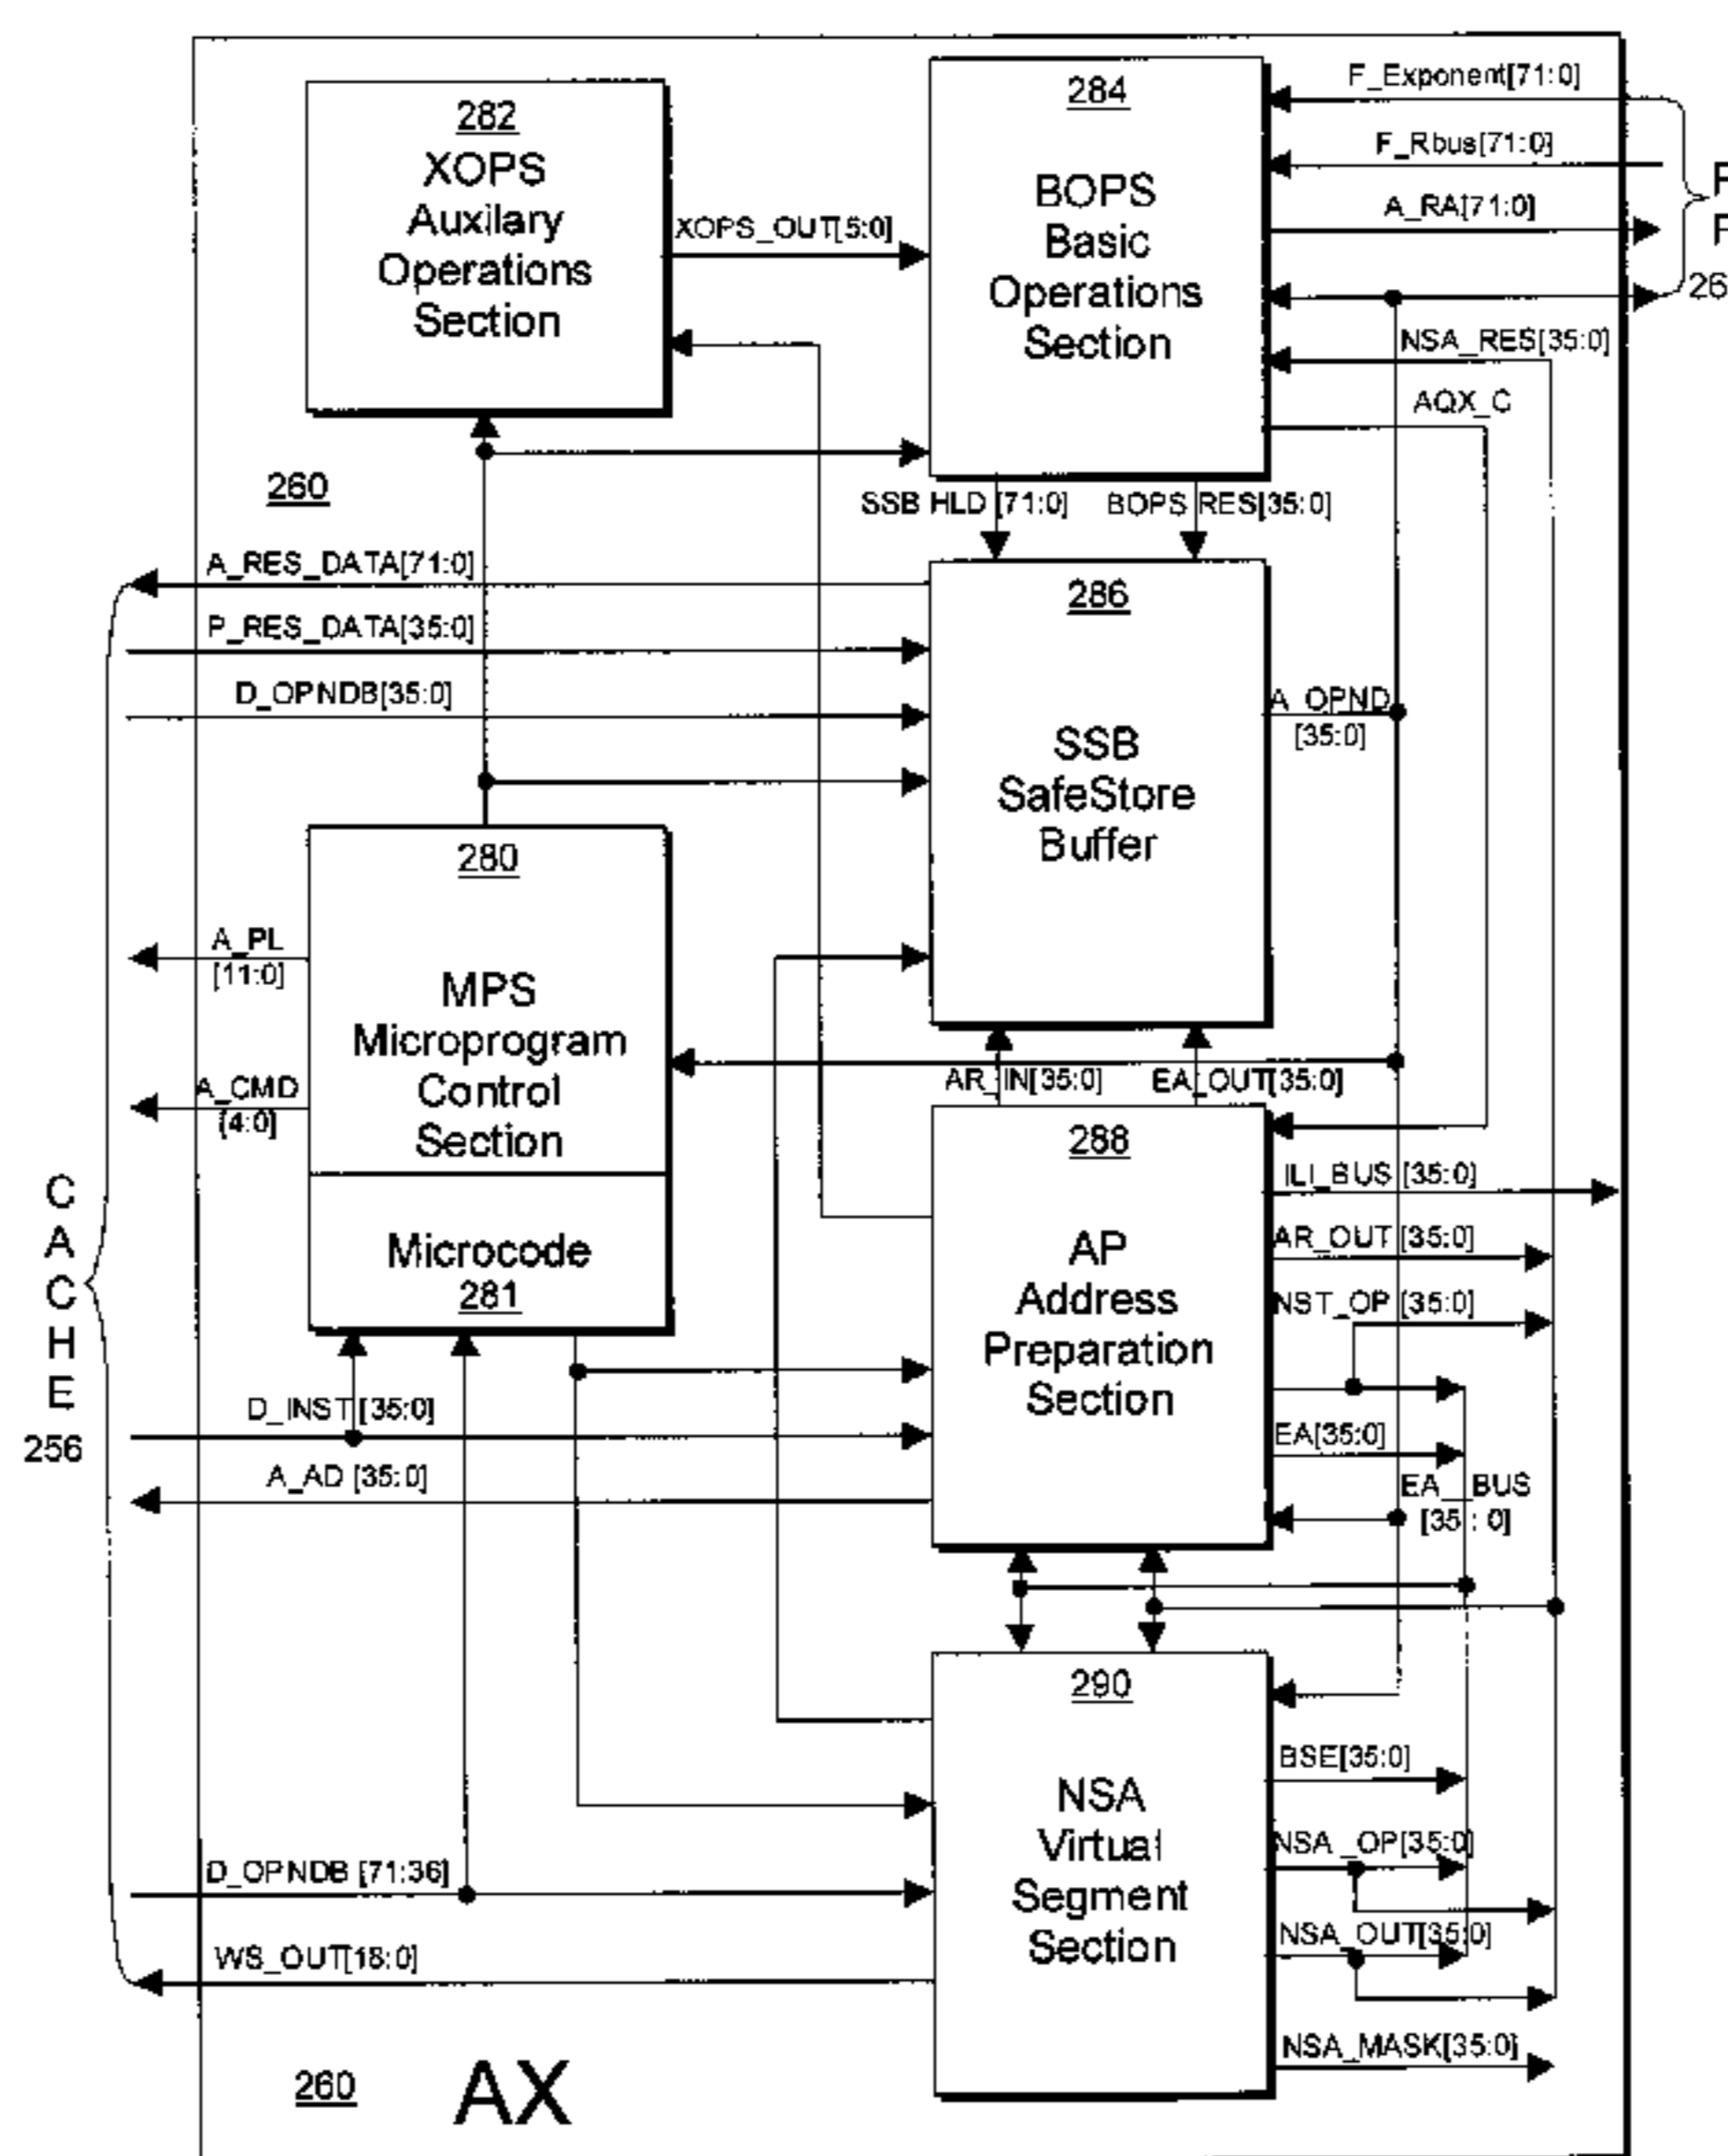 282
XOPS
Auxilary
Operations
Section
284
BOPS
Basic
Operations
Section
F_Exponent[71:0]
F_Rbus[71:0]
A_RA[71:0]
26
XOPS_OUT[5:0]
NSA_RES[35:0]
AQX_C
260
SSB HLD [71:0]
BOPS RES[35:0]
A_RES_DATA[71:0]
P_RES_DATA[35:0]
D_OPNDB[35:0]
286
SSB
SafeStore
Buffer
A_OPND
[35:0]
280
MPS
Microprogram
Control
Section
Microcode
281
A_PL
[11:0]
A_CMD
[4:0]
AR_IN[35:0]
EA_OUT[35:0]
288
AP
Address
Preparation
Section
ILI_BUS [35:0]
AR_OUT [35:0]
NST_OP [35:0]
EA[35:0]
EA_BUS
[35 : 0]
CACHE
256
D_INST [35:0]
A_AD [35:0]
290
NSA
Virtual
Segment
Section
BSE[35:0]
NSA_OP[35:0]
NSA_OUT[35:0]
NSA_MASK[35:0]
D_OPNDB [71:36]
WS_OUT[18:0]
260
AX